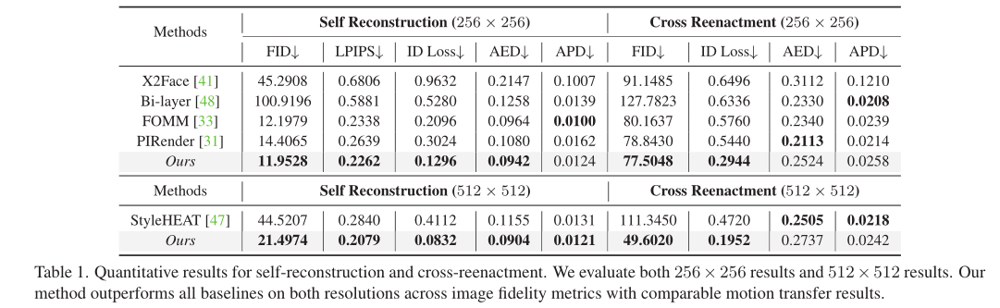 Methods Self Reconstruction (256 × 256) Cross Reenactment (256 × 256)
FID↓ LPIPS↓ ID Loss↓ AED↓ APD↓ FID↓ ID Loss↓ AED↓ APD↓
X2Face [41] 45.2908 0.6806 0.9632 0.2147 0.1007 91.1485 0.6496 0.3112 0.1210
Bi-layer [48] 100.9196 0.5881 0.5280 0.1258 0.0139 127.7823 0.6336 0.2330 0.0208
FOMM [33] 12.1979 0.2338 0.2096 0.0964 0.0100 80.1637 0.5760 0.2340 0.0239
PIRender [31] 14.4065 0.2639 0.3024 0.1080 0.0162 78.8430 0.5440 0.2113 0.0214
Ours 11.9528 0.2262 0.1296 0.0942 0.0124 77.5048 0.2944 0.2524 0.0258
Methods Self Reconstruction (512 × 512) Cross Reenactment (512 × 512)
StyleHEAT [47] 44.5207 0.2840 0.4112 0.1155 0.0131 111.3450 0.4720 0.2505 0.0218
Ours 21.4974 0.2079 0.0832 0.0904 0.0121 49.6020 0.1952 0.2737 0.0242
Table 1. Quantitative results for self-reconstruction and cross-reenactment. We evaluate both 256 × 256 results and 512 × 512 results. Our
method outperforms all baselines on both resolutions across image fidelity metrics with comparable motion transfer results.